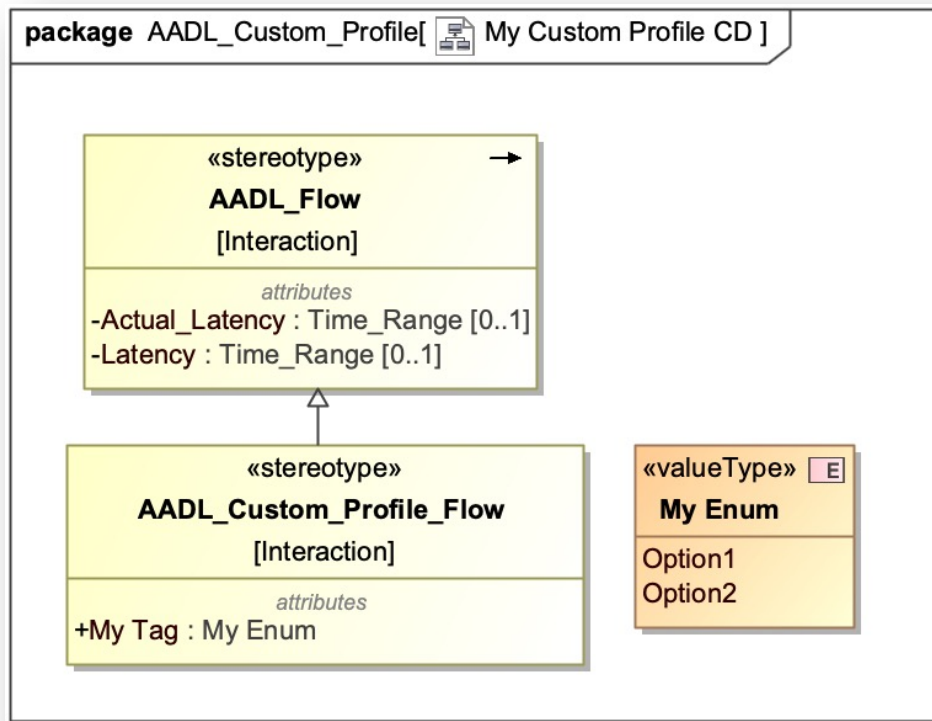 package AADL_Custom_Profile[ My Custom Profile CD ]
«stereotype»
AADL_Flow
[Interaction]
attributes
-Actual_Latency : Time_Range [0..1]
-Latency : Time_Range [0..1]
«stereotype»
AADL_Custom_Profile_Flow
[Interaction]
attributes
+My Tag : My Enum
«valueType» E
My Enum
Option1
Option2